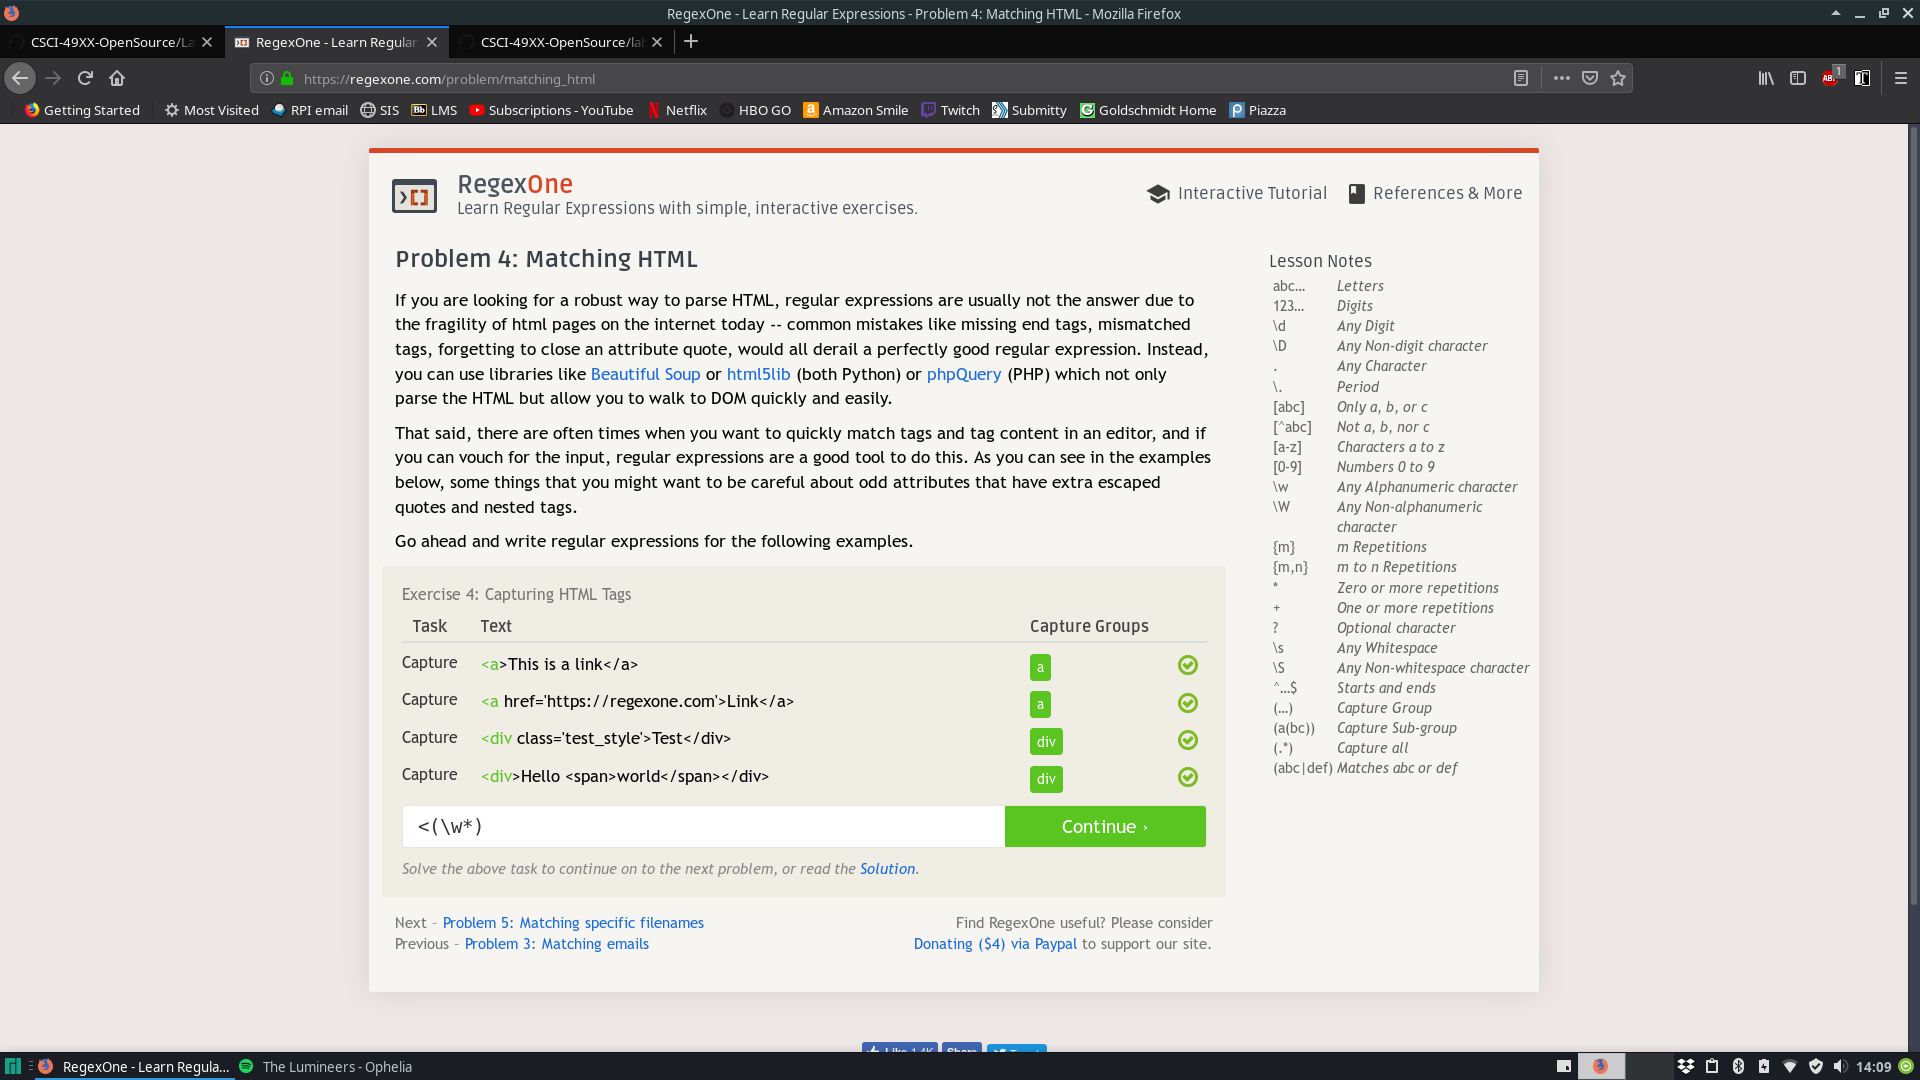 RegexOne - Learn Regular Expressions - Problem 4: Matching HTML - Mozilla Firefox
CSCI-49XX-OpenSource/La
RegexOne - Learn Regular
CSCI-49XX-OpenSource/lab
https://regexone.com/problem/matching_html
1
Getting Started
Most Visited
RPI email
SIS
LMS
Subscriptions - YouTube
Netflix
HBO GO
Amazon Smile
Twitch
Submitty
Goldschmidt Home
Piazza
RegexOne
Learn Regular Expressions with simple, interactive exercises.
Interactive Tutorial
References & More
Problem 4: Matching HTML
If you are looking for a robust way to parse HTML, regular expressions are usually not the answer due to
the fragility of html pages on the internet today -- common mistakes like missing end tags, mismatched
tags, forgetting to close an attribute quote, would all derail a perfectly good regular expression. Instead,
you can use libraries like Beautiful Soup or html5lib (both Python) or phpQuery (PHP) which not only
parse the HTML but allow you to walk to DOM quickly and easily.
That said, there are often times when you want to quickly match tags and tag content in an editor, and if
you can vouch for the input, regular expressions are a good tool to do this. As you can see in the examples
below, some things that you might want to be careful about odd attributes that have extra escaped
quotes and nested tags.
Go ahead and write regular expressions for the following examples.
Exercise 4: Capturing HTML Tags
Task Text Capture Groups
Capture <a>This is a link</a> a
Capture <a href='https://regexone.com'>Link</a> a
Capture <div class='test_style'>Test</div> div
Capture <div>Hello <span>world</span></div> div
<(\w*)
Continue ›
Solve the above task to continue on to the next problem, or read the Solution.
Next – Problem 5: Matching specific filenames
Previous – Problem 3: Matching emails
Find RegexOne useful? Please consider
Donating ($4) via Paypal to support our site.
Lesson Notes
abc… Letters
123… Digits
\d Any Digit
\D Any Non-digit character
. Any Character
\. Period
[abc] Only a, b, or c
[^abc] Not a, b, nor c
[a-z] Characters a to z
[0-9] Numbers 0 to 9
\w Any Alphanumeric character
\W Any Non-alphanumeric
character
{m} m Repetitions
{m,n} m to n Repetitions
* Zero or more repetitions
+ One or more repetitions
? Optional character
\s Any Whitespace
\S Any Non-whitespace character
^…$ Starts and ends
(…) Capture Group
(a(bc)) Capture Sub-group
(.*) Capture all
(abc|def) Matches abc or def
Like 1.4K
Share
RegexOne - Learn Regula...
The Lumineers - Ophelia
14:09